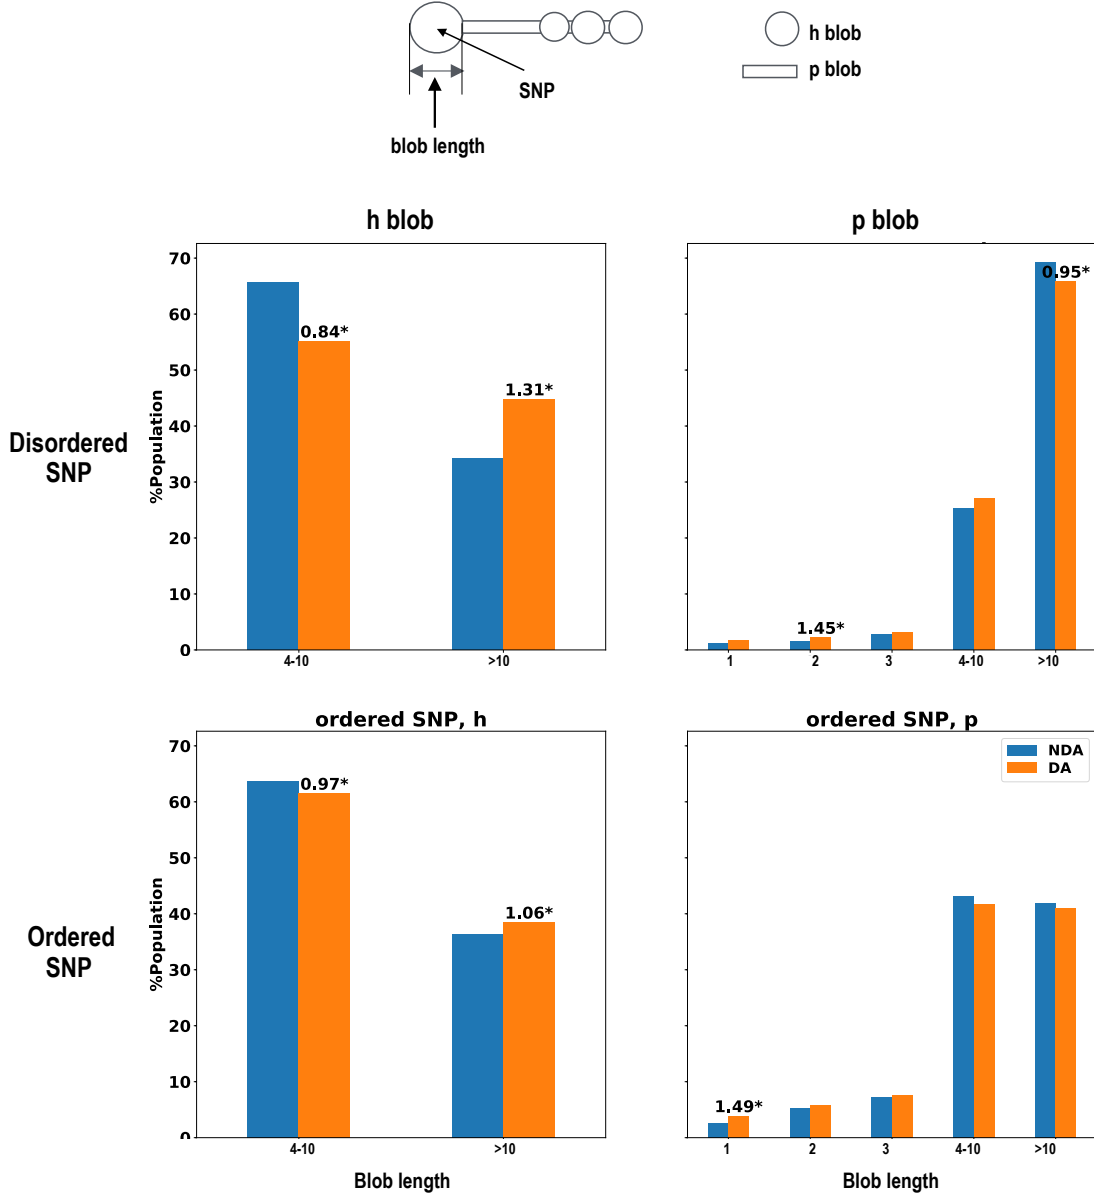 h blob
p blob
SNP
blob length
h blob
p blob
Disordered
SNP
%Population
70
60
50
40
30
20
10
0
0.84*
1.31*
4-10
>10
1.45*
0.95*
1
2
3
4-10
>10
ordered SNP, h
ordered SNP, p
Ordered
SNP
%Population
70
60
50
40
30
20
10
0
0.97*
1.06*
4-10
>10
Blob length
NDA
DA
1.49*
1
2
3
4-10
>10
Blob length